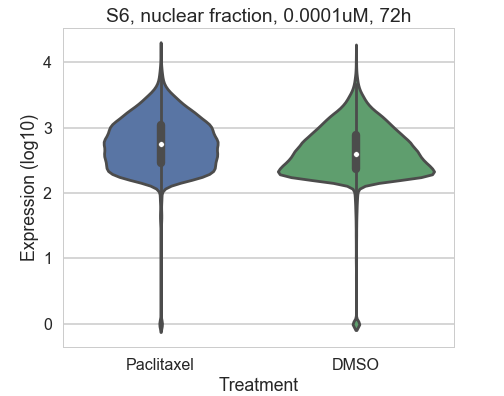 S6, nuclear fraction, 0.0001uM, 72h
Expression (log10)
4
3
2
1
0
Paclitaxel DMSO
Treatment